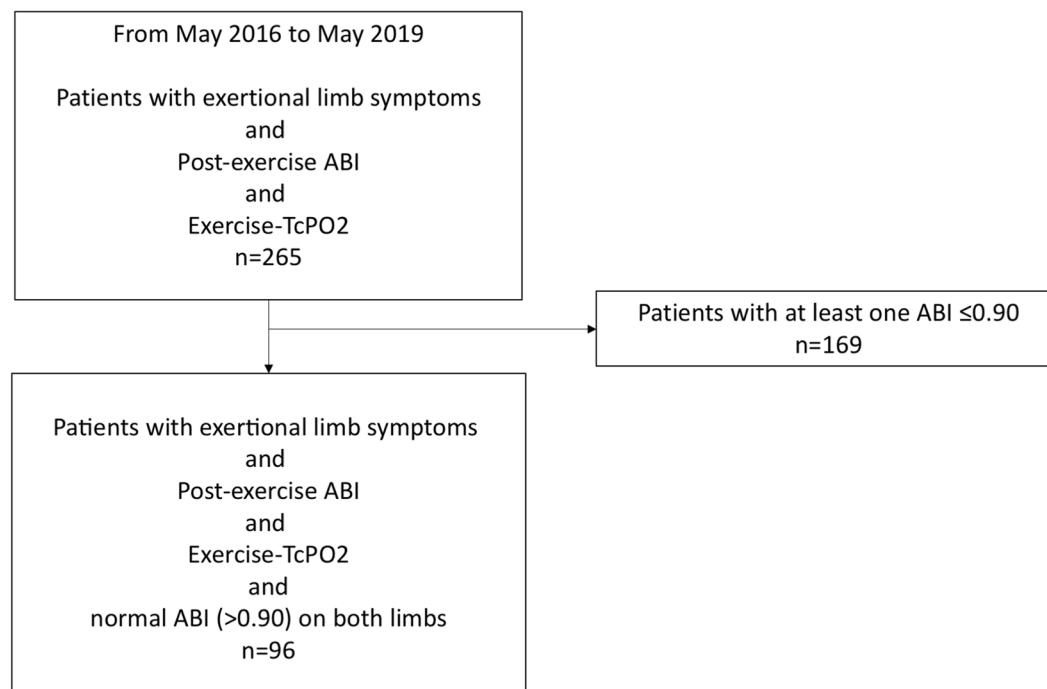 From May 2016 to May 2019
Patients with exertional limb symptoms
and
Post-exercise ABI
and
Exercise-TcPO2
n=265
Patients with at least one ABI ≤0.90
n=169
Patients with exertional limb symptoms
and
Post-exercise ABI
and
Exercise-TcPO2
and
normal ABI (>0.90) on both limbs
n=96